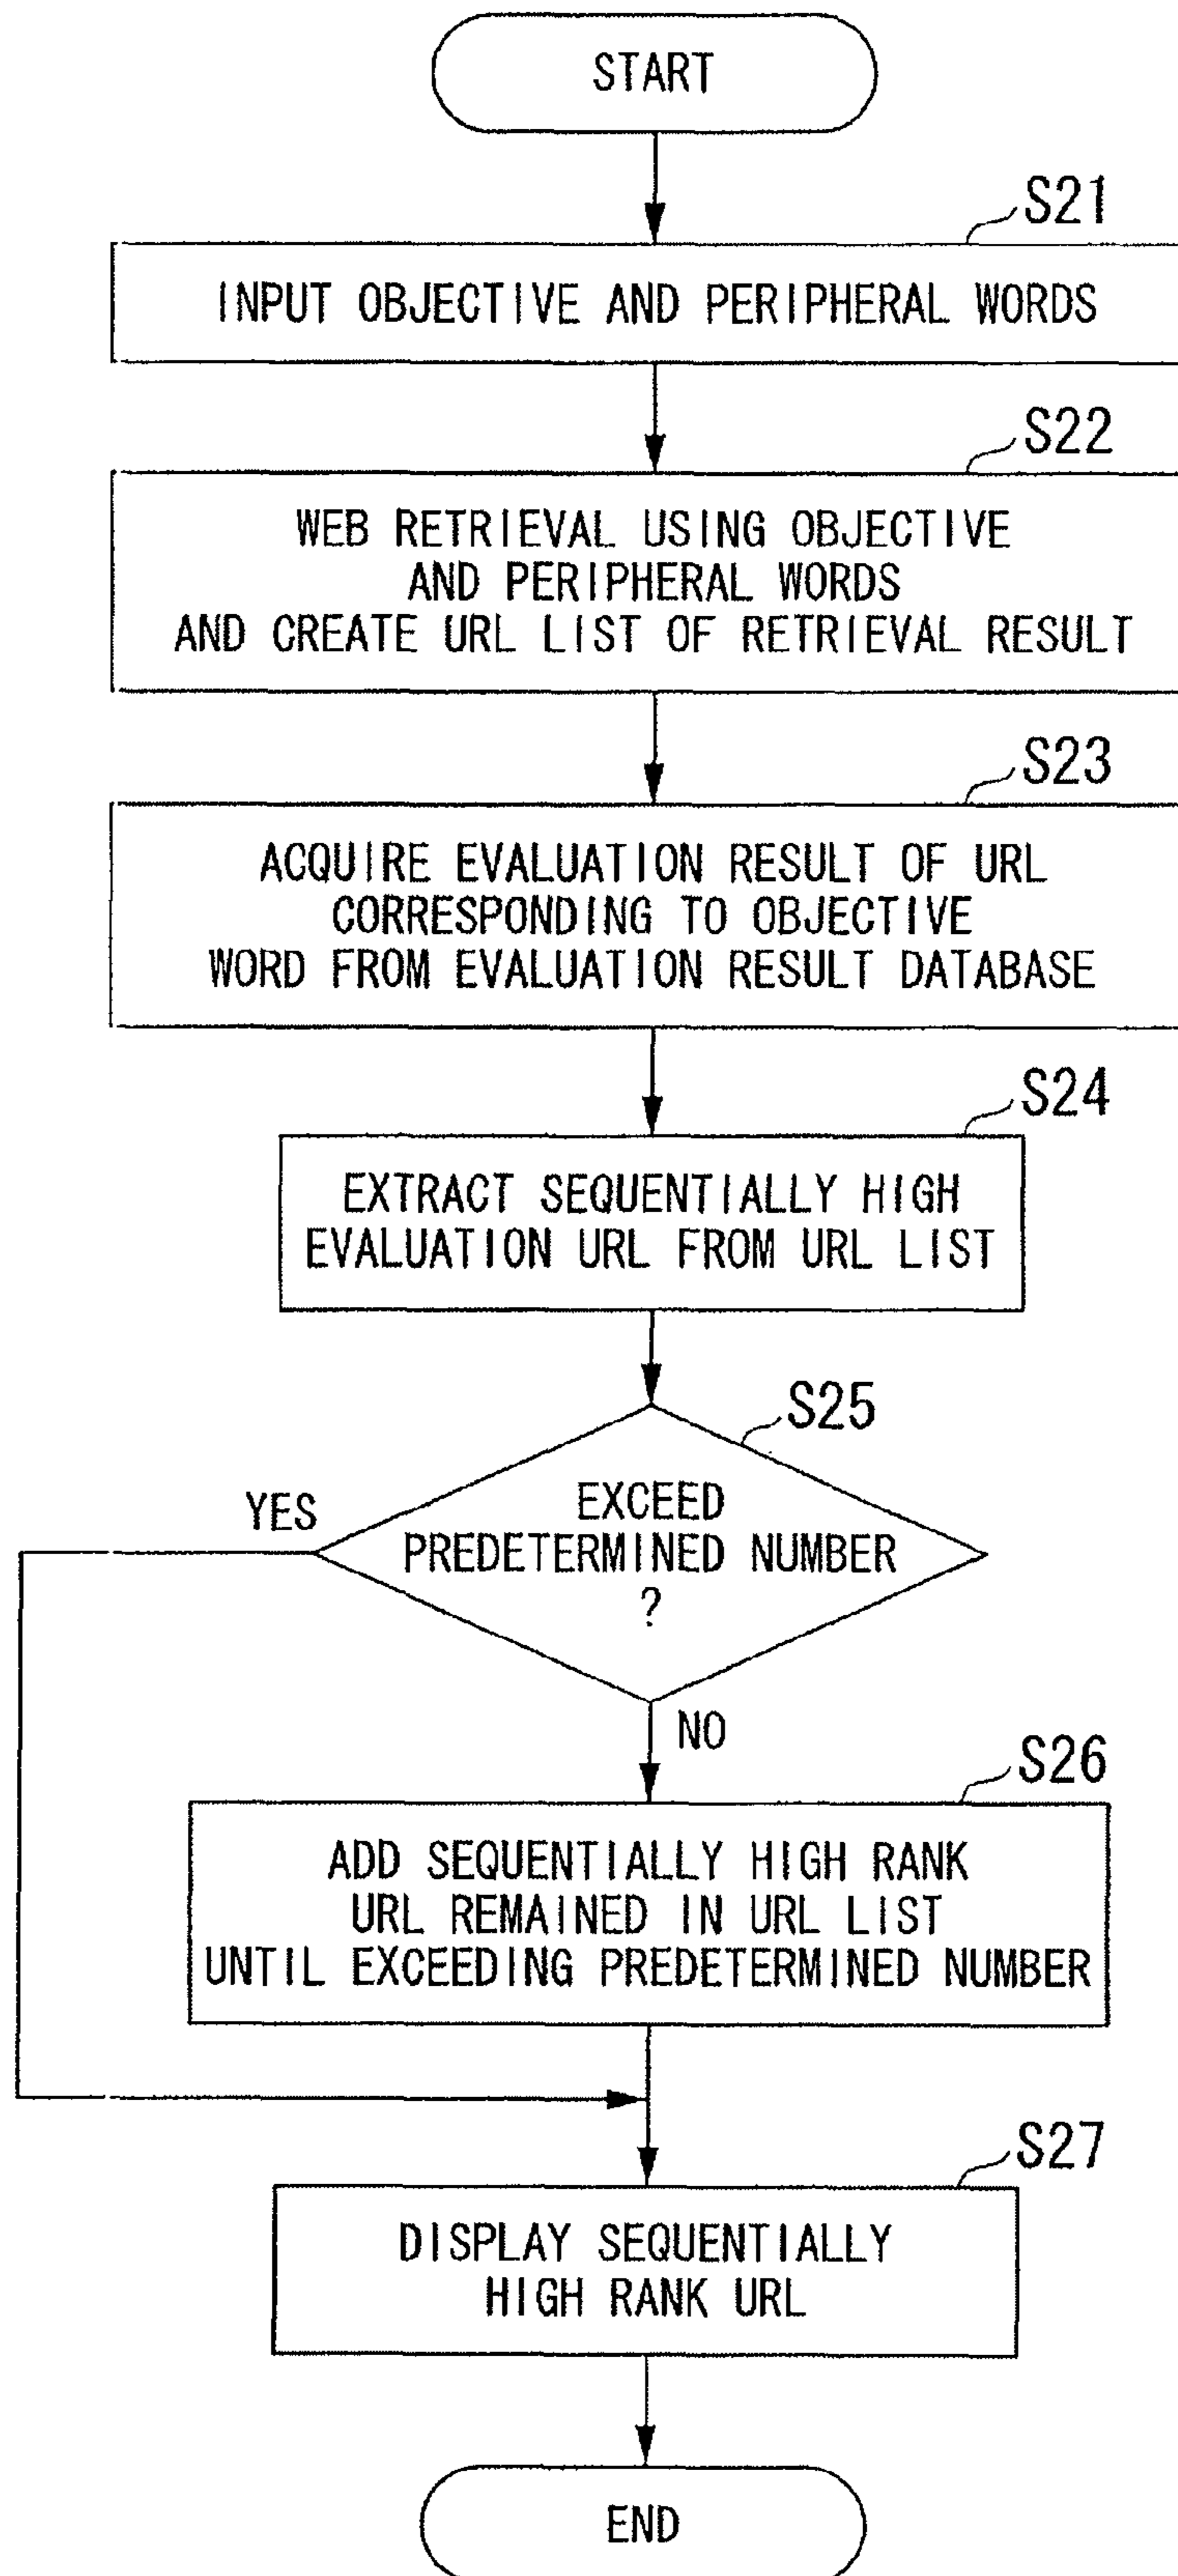 START
S21
INPUT OBJECTIVE AND PERIPHERAL WORDS
S22
WEB RETRIEVAL USING OBJECTIVE
AND PERIPHERAL WORDS
AND CREATE URL LIST OF RETRIEVAL RESULT
S23
ACQUIRE EVALUATION RESULT OF URL
CORRESPONDING TO OBJECTIVE
WORD FROM EVALUATION RESULT DATABASE
S24
EXTRACT SEQUENTIALLY HIGH
EVALUATION URL FROM URL LIST
S25
YES
EXCEED
PREDETERMINED NUMBER
?
NO
S26
ADD SEQUENTIALLY HIGH RANK
URL REMAINED IN URL LIST
UNTIL EXCEEDING PREDETERMINED NUMBER
S27
DISPLAY SEQUENTIALLY
HIGH RANK URL
END